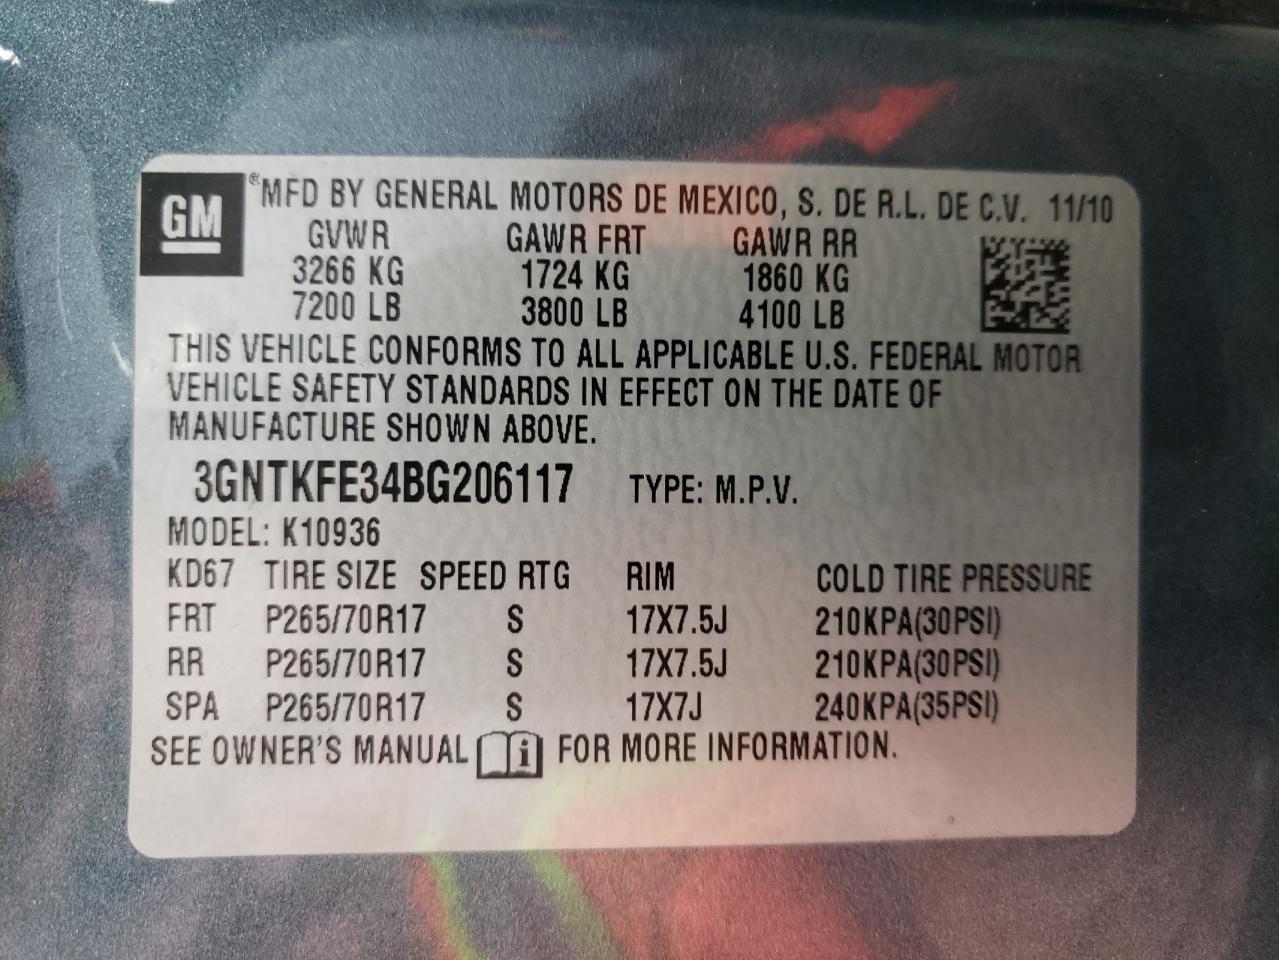 GM
®MFD BY GENERAL MOTORS DE MEXICO, S. DE R.L. DE C.V. 11/10
GVWR GAWR FRT GAWR RR
3266 KG 1724 KG 1860 KG
7200 LB 3800 LB 4100 LB
THIS VEHICLE CONFORMS TO ALL APPLICABLE U.S. FEDERAL MOTOR
VEHICLE SAFETY STANDARDS IN EFFECT ON THE DATE OF
MANUFACTURE SHOWN ABOVE.
3GNTKFE34BG206117 TYPE: M.P.V.
MODEL: K10936
KD67 TIRE SIZE SPEED RTG RIM COLD TIRE PRESSURE
FRT P265/70R17 S 17X7.5J 210KPA(30PSI)
RR P265/70R17 S 17X7.5J 210KPA(30PSI)
SPA P265/70R17 S 17X7J 240KPA(35PSI)
SEE OWNER'S MANUAL i FOR MORE INFORMATION.